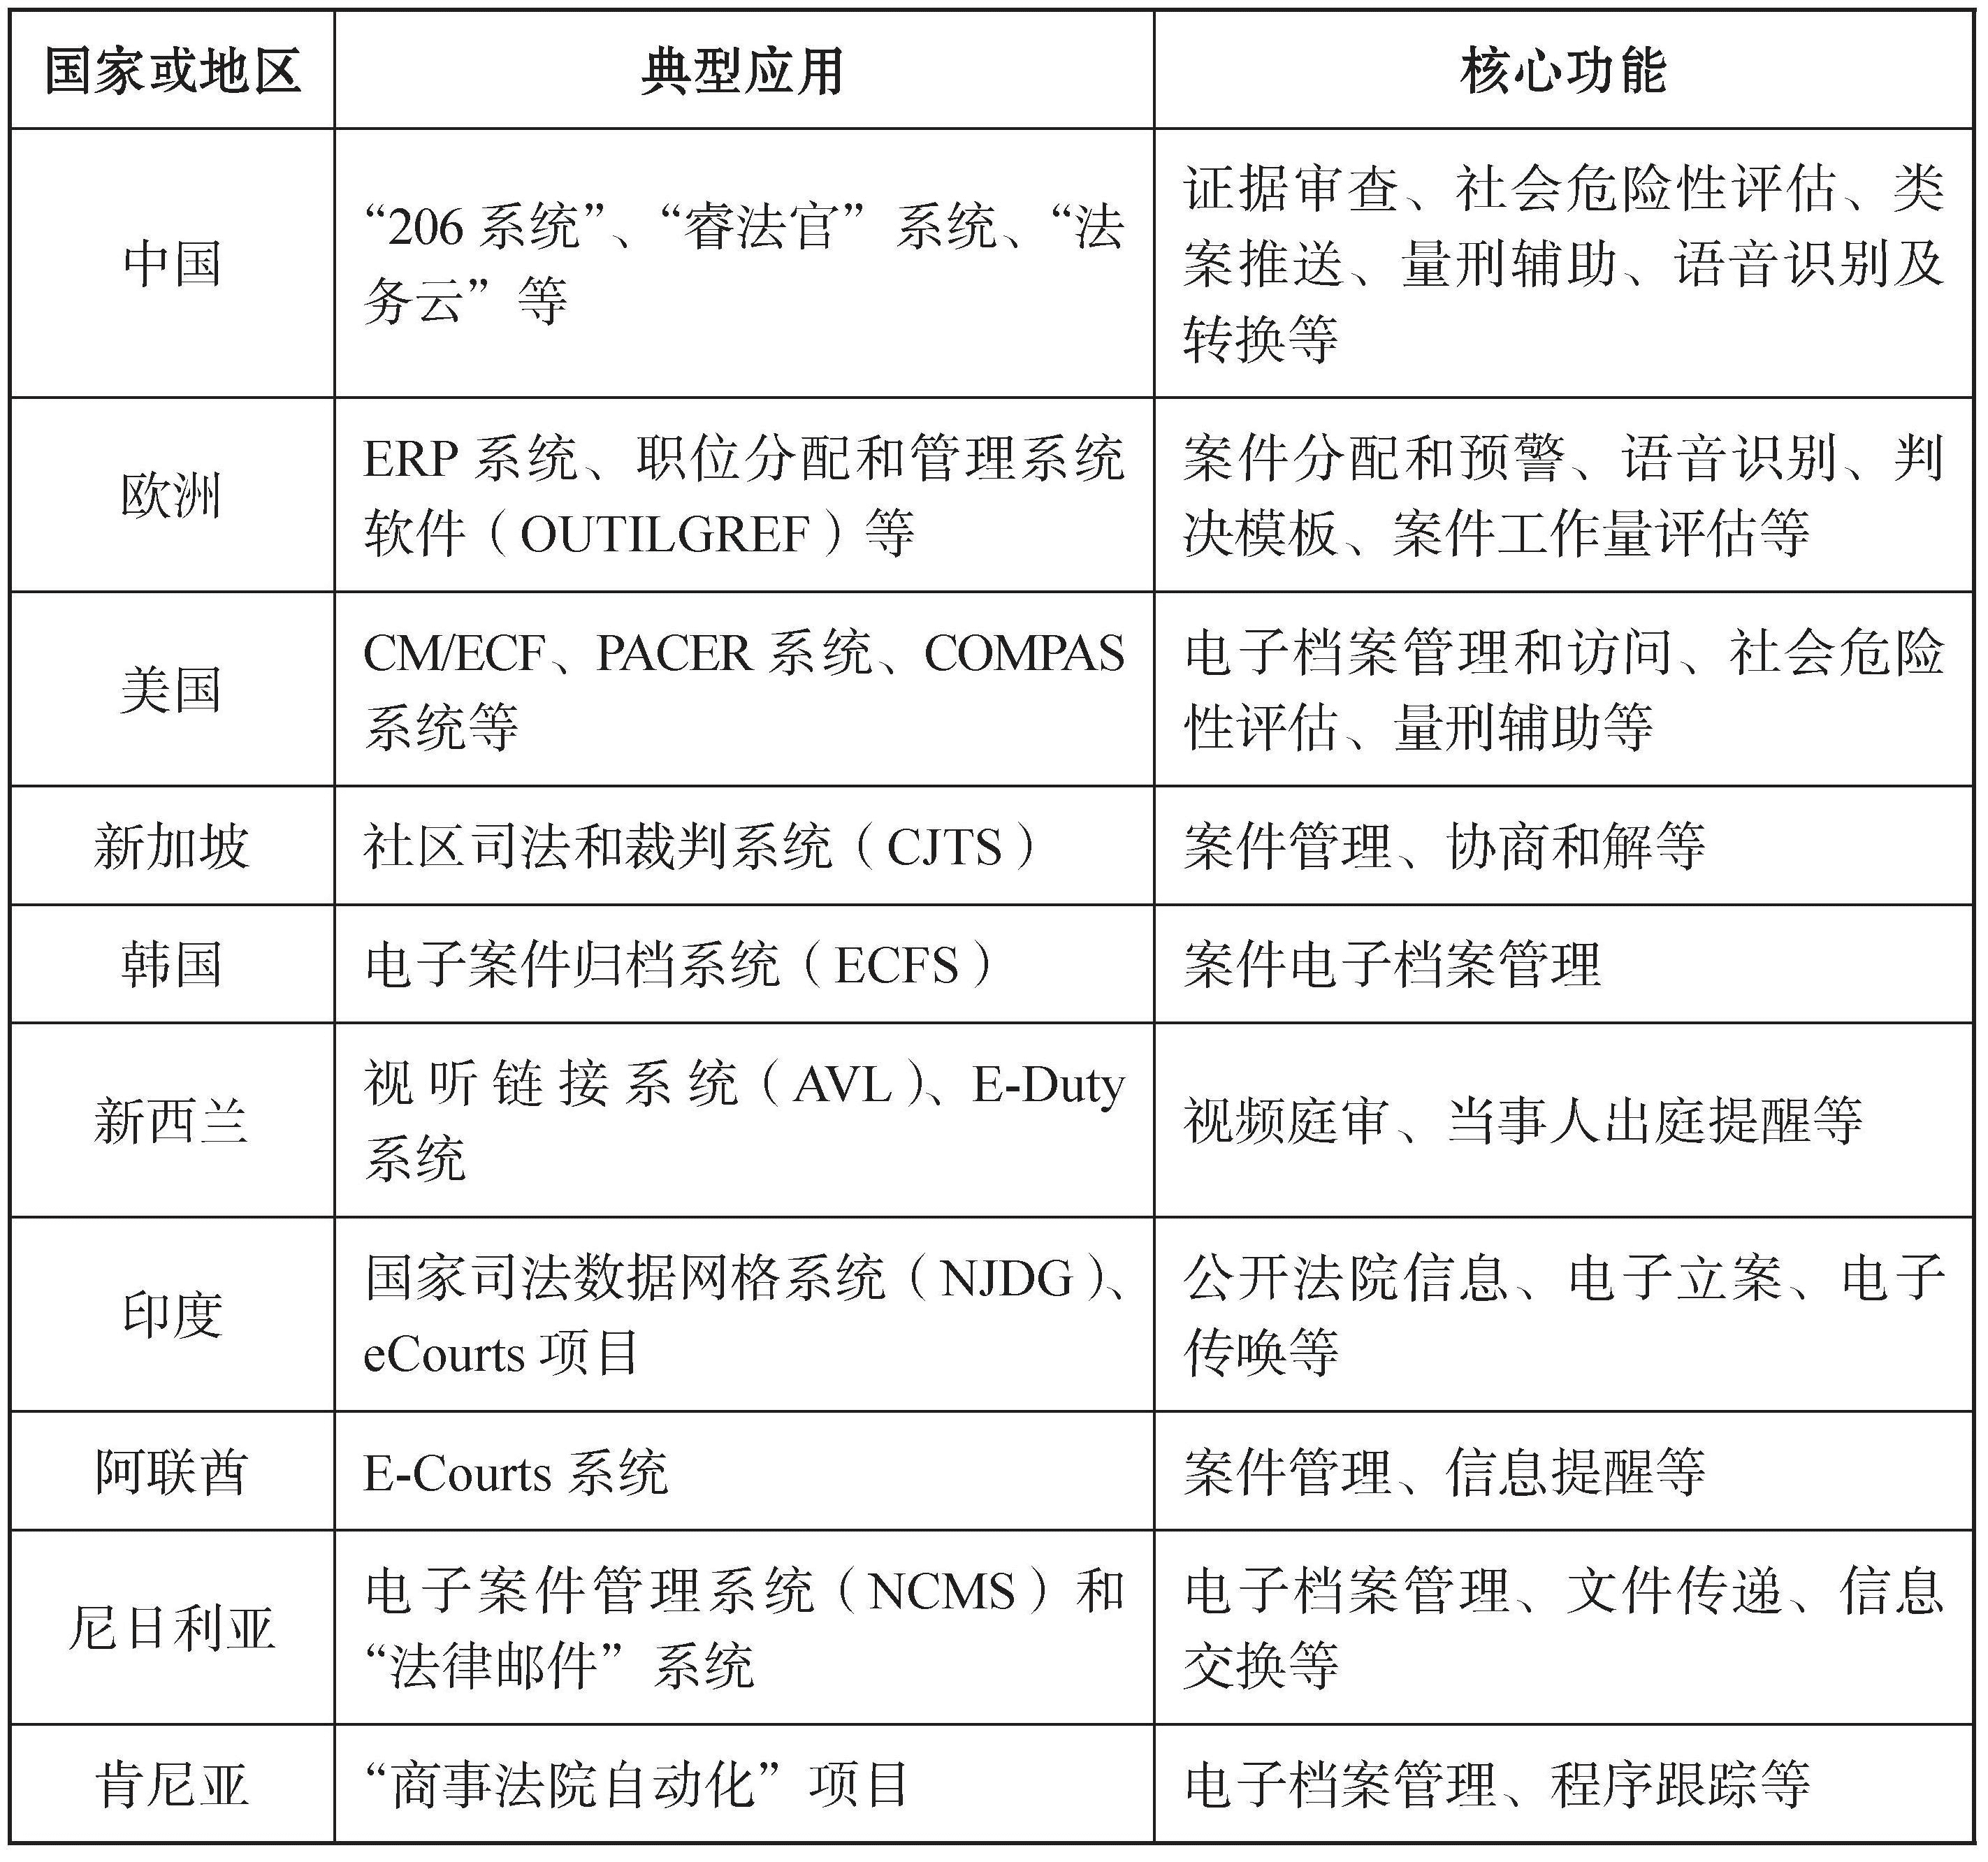 国家或地区
典型应用
核心功能
中国
“206 系统”、“睿法官”系统、“法
务云”等
证据审查、社会危险性评估、类
案推送、量刑辅助、语音识别及
转换等
欧洲
ERP 系统、职位分配和管理系统
软件（OUTILGREF）等
案件分配和预警、语音识别、判
决模板、案件工作量评估等
美国
CM/ECF、PACER 系统、COMPAS
系统等
电子档案管理和访问、社会危险
性评估、量刑辅助等
新加坡
社区司法和裁判系统（CJTS）
案件管理、协商和解等
韩国
电子案件归档系统（ECFS）
案件电子档案管理
新西兰
视听链接系统（AVL）、E-Duty
系统
视频庭审、当事人出庭提醒等
印度
国家司法数据网格系统（NJDG）、
eCourts 项目
公开法院信息、电子立案、电子
传唤等
阿联酋
E-Courts 系统
案件管理、信息提醒等
尼日利亚
电子案件管理系统（NCMS）和
“法律邮件”系统
电子档案管理、文件传递、信息
交换等
肯尼亚
“商事法院自动化”项目
电子档案管理、程序跟踪等